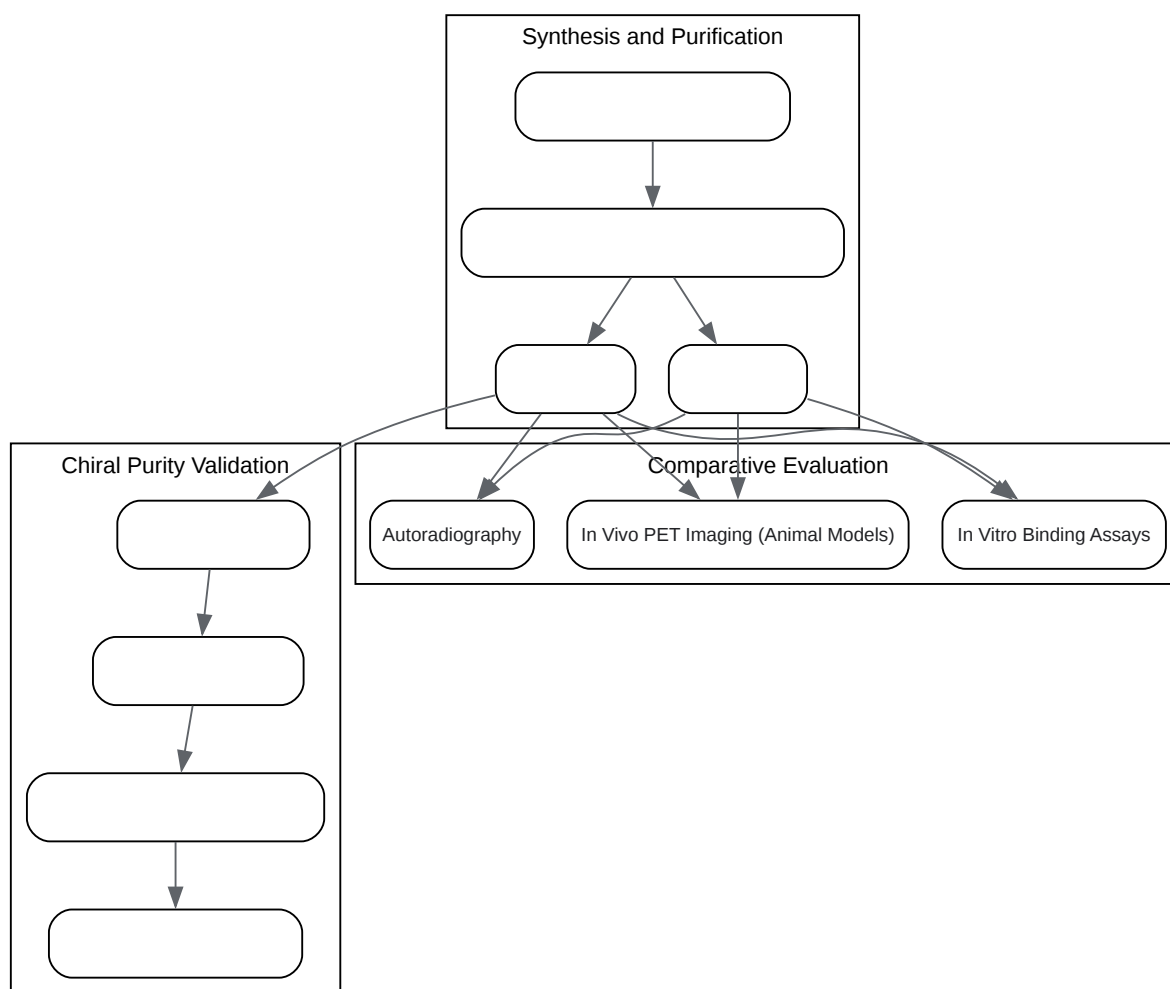 Synthesis and Purification
Chiral Purity Validation
Comparative Evaluation
Autoradiography
In Vivo PET Imaging (Animal Models)
In Vitro Binding Assays